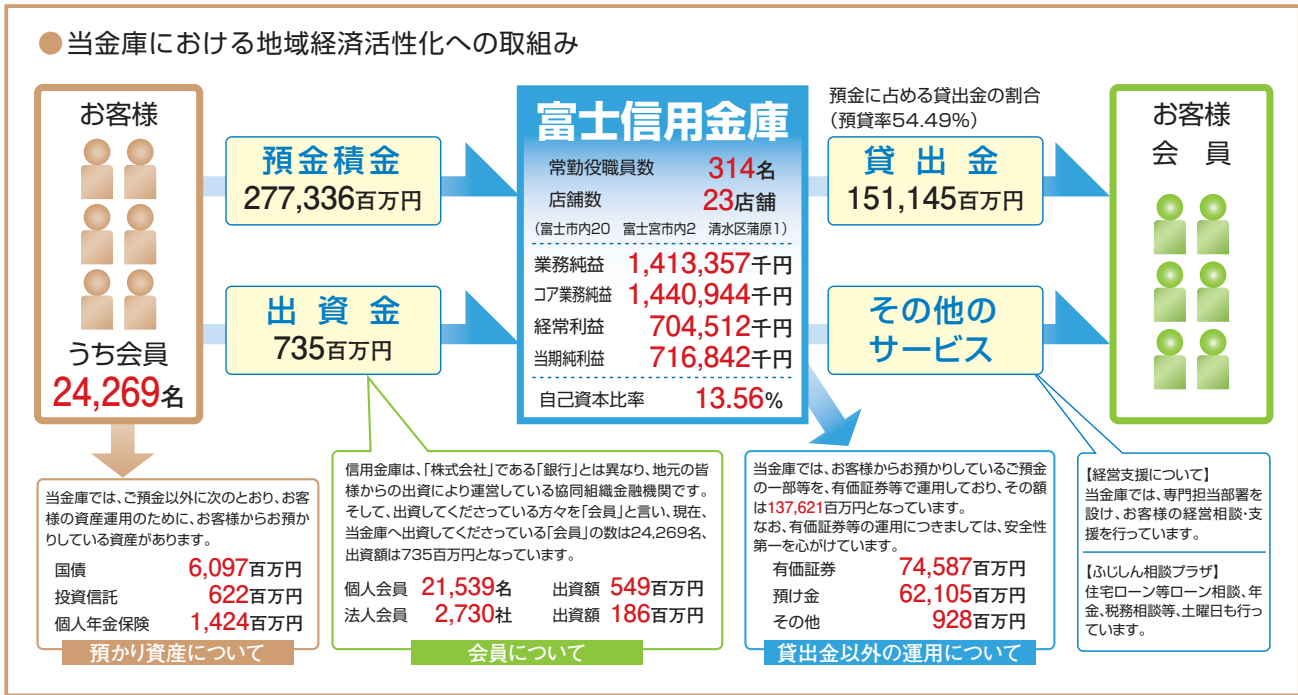 ●当金庫における地域経済活性化への取組み
お客様
うち会員
24,269名
預金積金
277,336百万円
出資金
735百万円
富士信用金庫
常勤役職員数 314名
店舗数 23店舗
(富士市内20 富士宮市内2 清水区蒲原1)
業務純益 1,413,357千円
コア業務純益 1,440,944千円
経常利益 704,512千円
当期純利益 716,842千円
自己資本比率 13.56%
預金に占める貸出金の割合
(預貸率54.49%)
貸出金
151,145百万円
その他の
サービス
お客様
会員
当金庫では、ご預金以外に次のとおり、お客
様の資産運用のために、お客様からお預か
りしている資産があります。
国債 6,097百万円
投資信託 622百万円
個人年金保険 1,424百万円
預かり資産について
信用金庫は、「株式会社」である「銀行」とは異なり、地元の皆
様からの出資により運営している協同組織金融機関です。
そして、出資してくださっている方々を「会員」と言い、現在、
当金庫へ出資してくださっている「会員」の数は24,269名、
出資額は735百万円となっています。
個人会員 21,539名 出資額 549百万円
法人会員 2,730社 出資額 186百万円
会員について
当金庫では、お客様からお預かりしているご預金
の一部等を、有価証券等で運用しており、その額
は137,621百万円となっています。
なお、有価証券等の運用につきましては、安全性
第一を心がけています。
有価証券 74,587百万円
預け金 62,105百万円
その他 928百万円
貸出金以外の運用について
【経営支援について】
当金庫では、専門担当部署を
設け、お客様の経営相談・支
援を行っています。
【ふじしん相談プラザ】
住宅ローン等ローン相談、年
金、税務相談等、土曜日も行っ
ています。